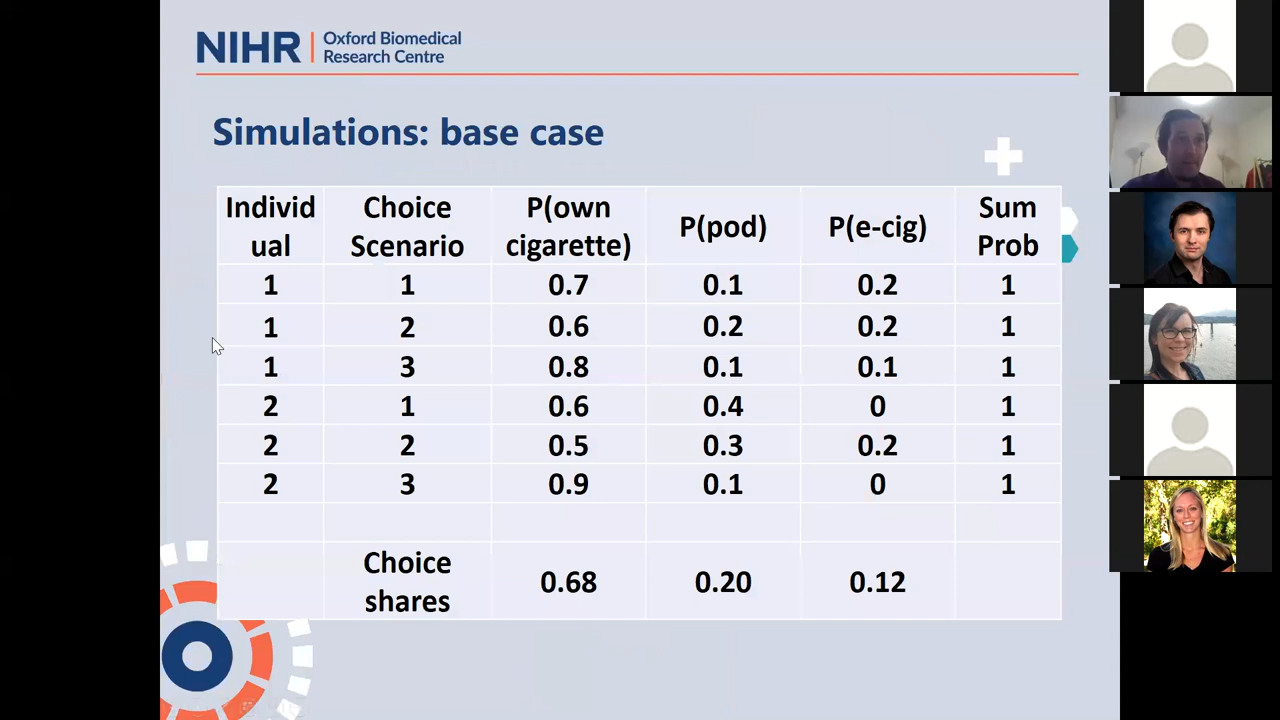 NIHR | Oxford Biomedical
Research Centre
Simulations: base case
Individ
ual
Choice
Scenario
P(own
cigarette)
P(pod)
P(e-cig)
Sum
Prob
1 1 0.7 0.1 0.2 1
1 2 0.6 0.2 0.2 1
1 3 0.8 0.1 0.1 1
2 1 0.6 0.4 0 1
2 2 0.5 0.3 0.2 1
2 3 0.9 0.1 0 1
Choice
shares
0.68 0.20 0.12